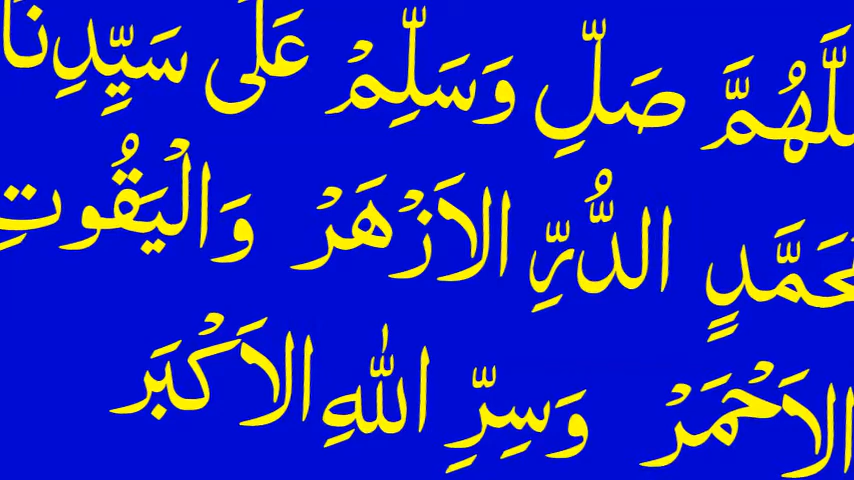 للَّهُمَّ صَلِّ وَسَلِّمْ عَلَى سَيِّدِنَا
حَمَّدٍ الدُّرِّ الاَزْهَرْ وَالْيَقُوتِ
الاَحْمَرْ وَسِرِّ اللهِ الاَكْبَر